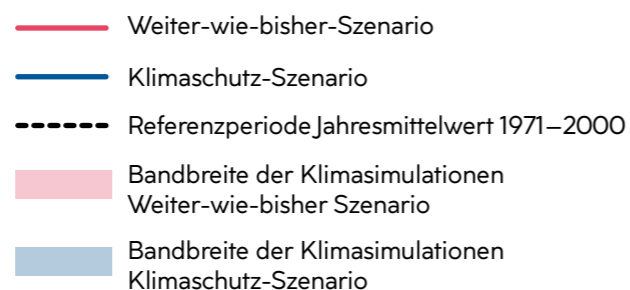 Weiter-wie-bisher-Szenario
Klimaschutz-Szenario
Referenzperiode Jahresmittelwert 1971–2000
Bandbreite der Klimasimulationen
Weiter-wie-bisher Szenario
Bandbreite der Klimasimulationen
Klimaschutz-Szenario